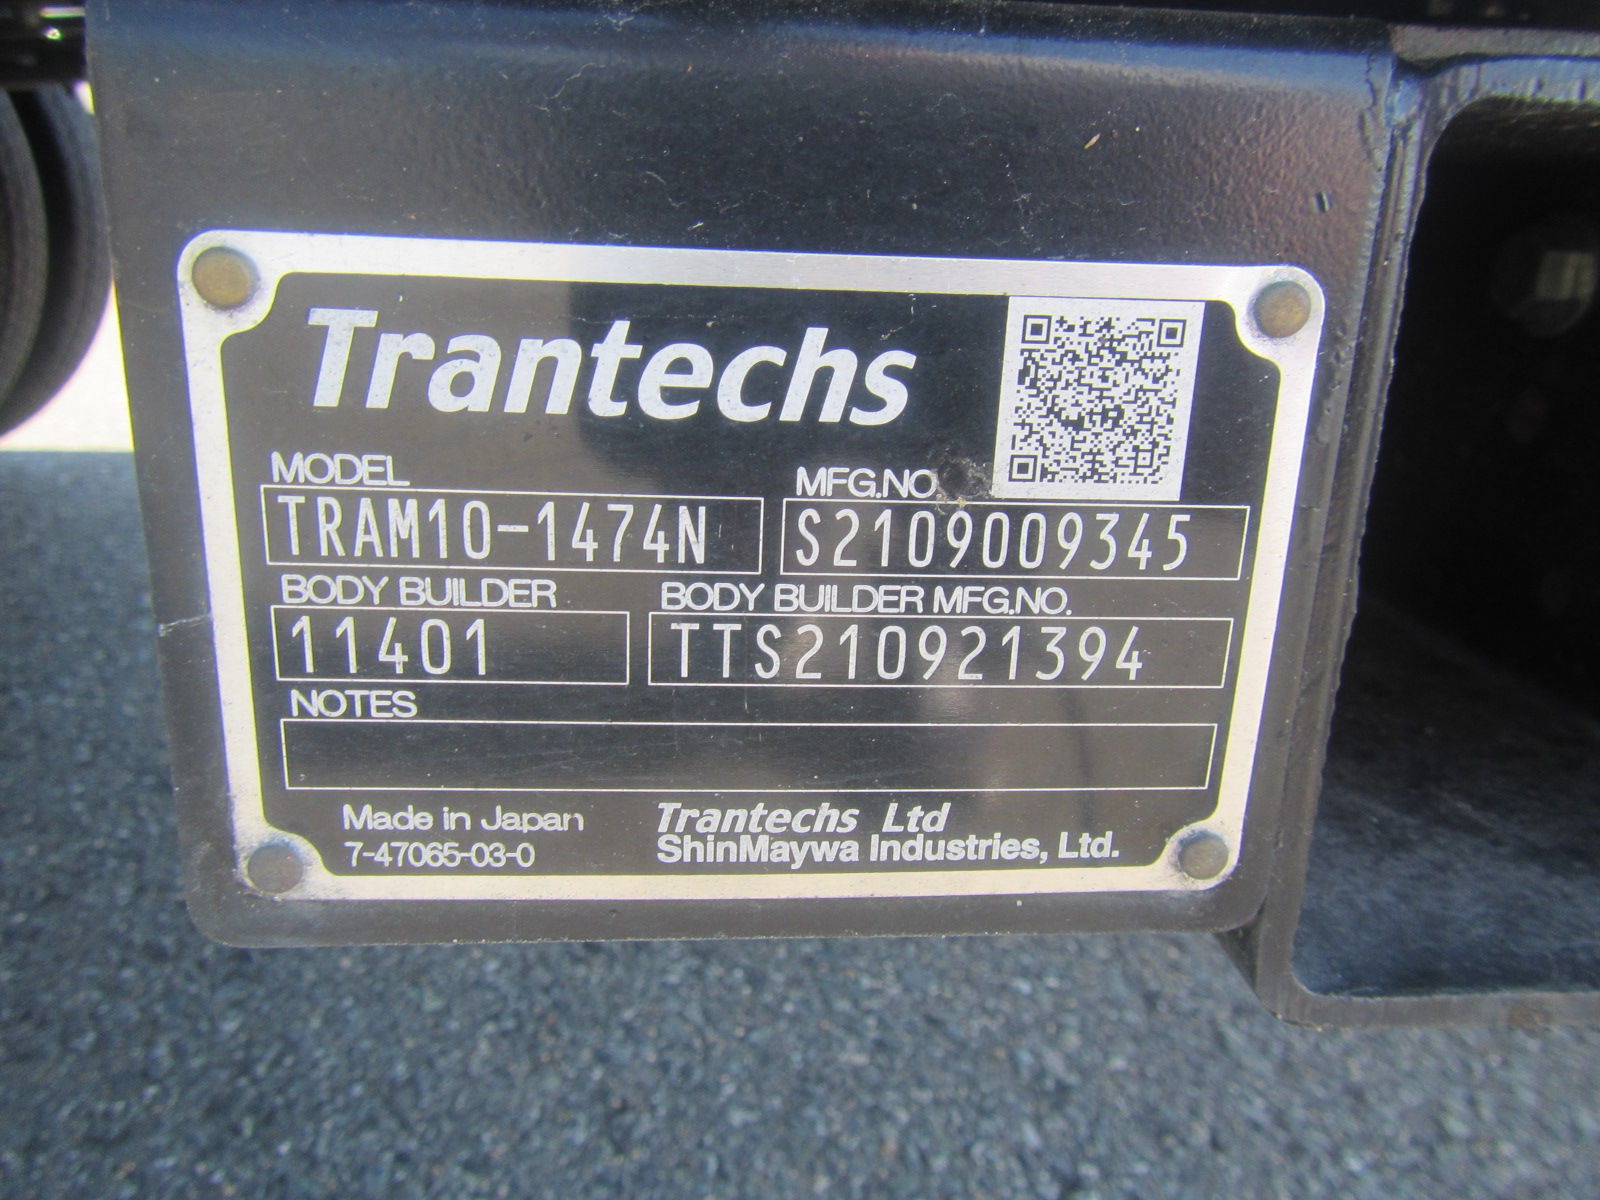 Trantechs
MODEL
MFG.NO
TRAM10-1474N
S2109009345
BODY BUILDER
BODY BUILDER MFG.NO.
11401
TTS210921394
NOTES
Made in Japan
Trantechs Ltd
7-47065-03-0
ShinMaywa Industries, Ltd.